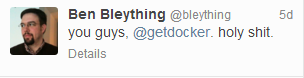 Ben Bleything @bleything 5d
you guys, @getdocker. holy shit.
Details